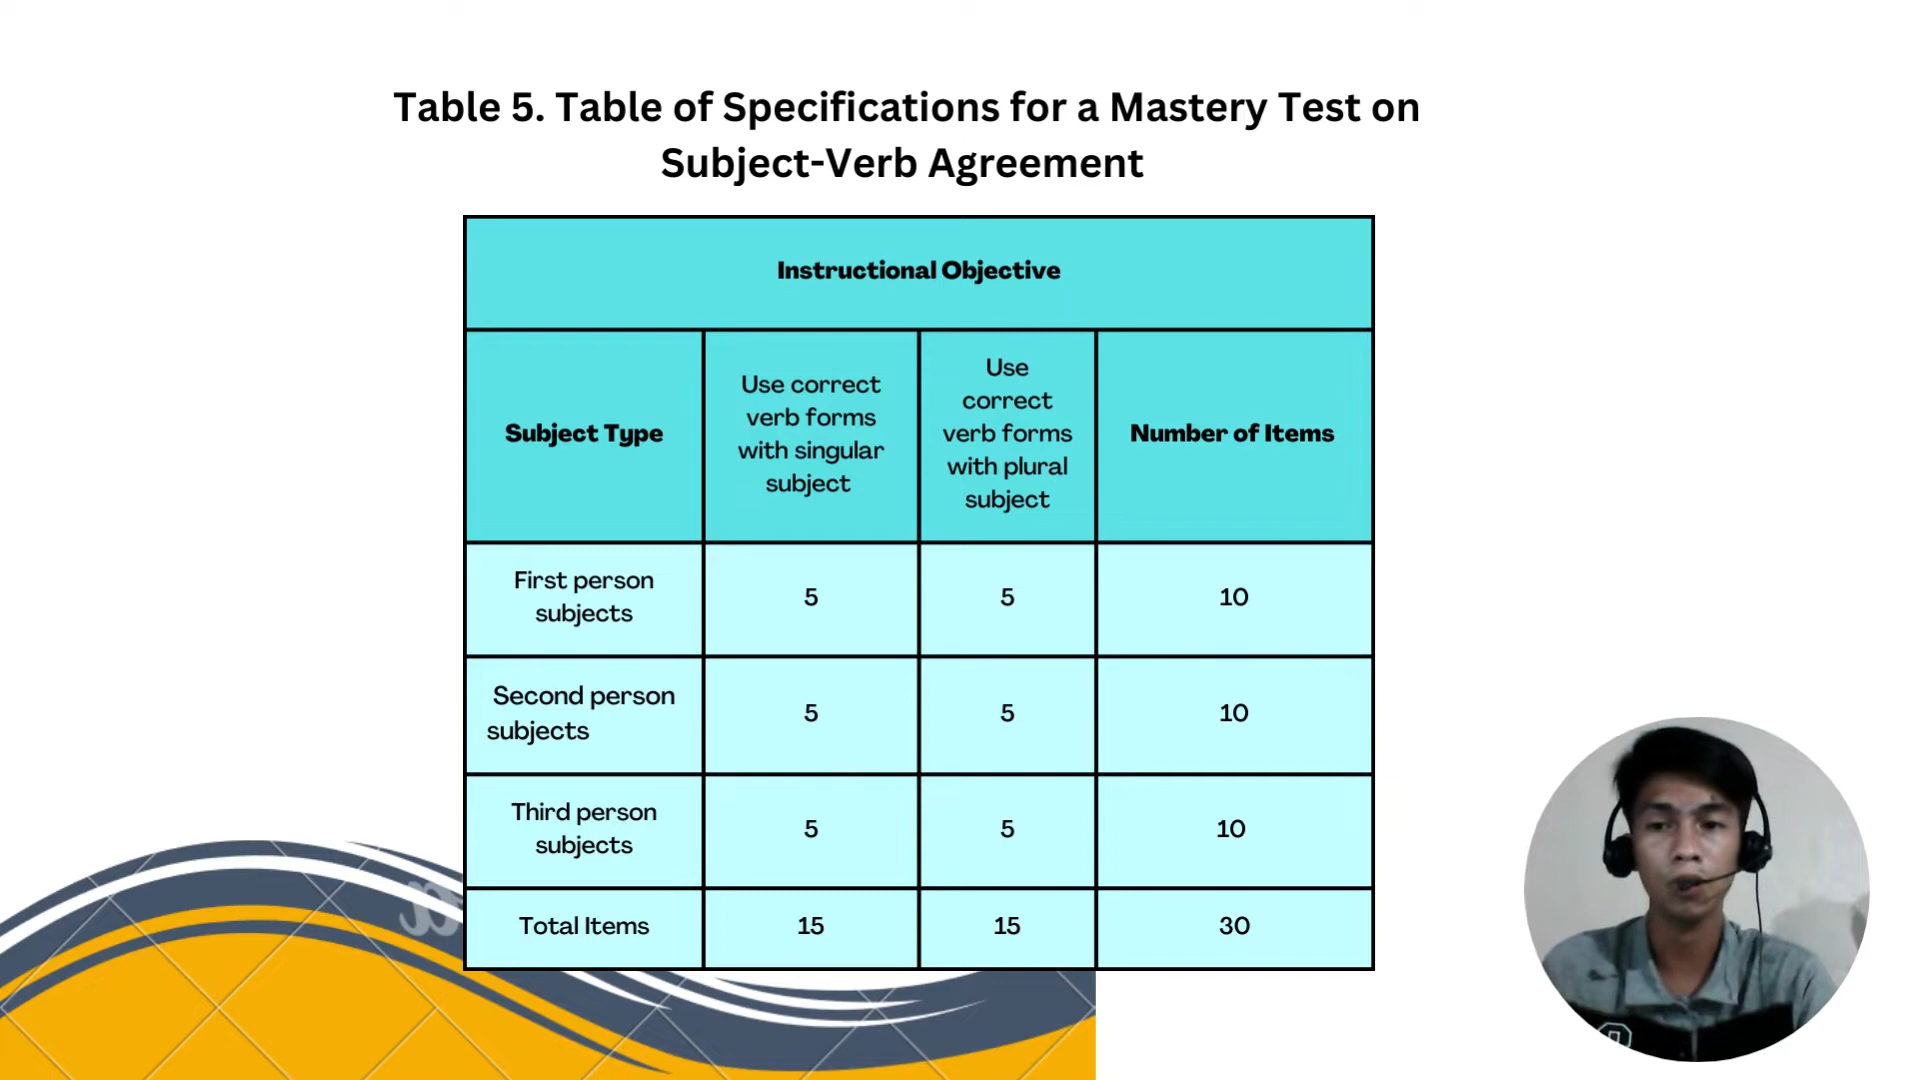 Table 5. Table of Specifications for a Mastery Test on
Subject-Verb Agreement
Instructional Objective
Subject Type
Use correct
verb forms
with singular
subject
Use
correct
verb forms
with plural
subject
Number of Items
First person
subjects
5
5
10
Second person
subjects
5
5
10
Third person
subjects
5
5
10
Total Items
15
15
30